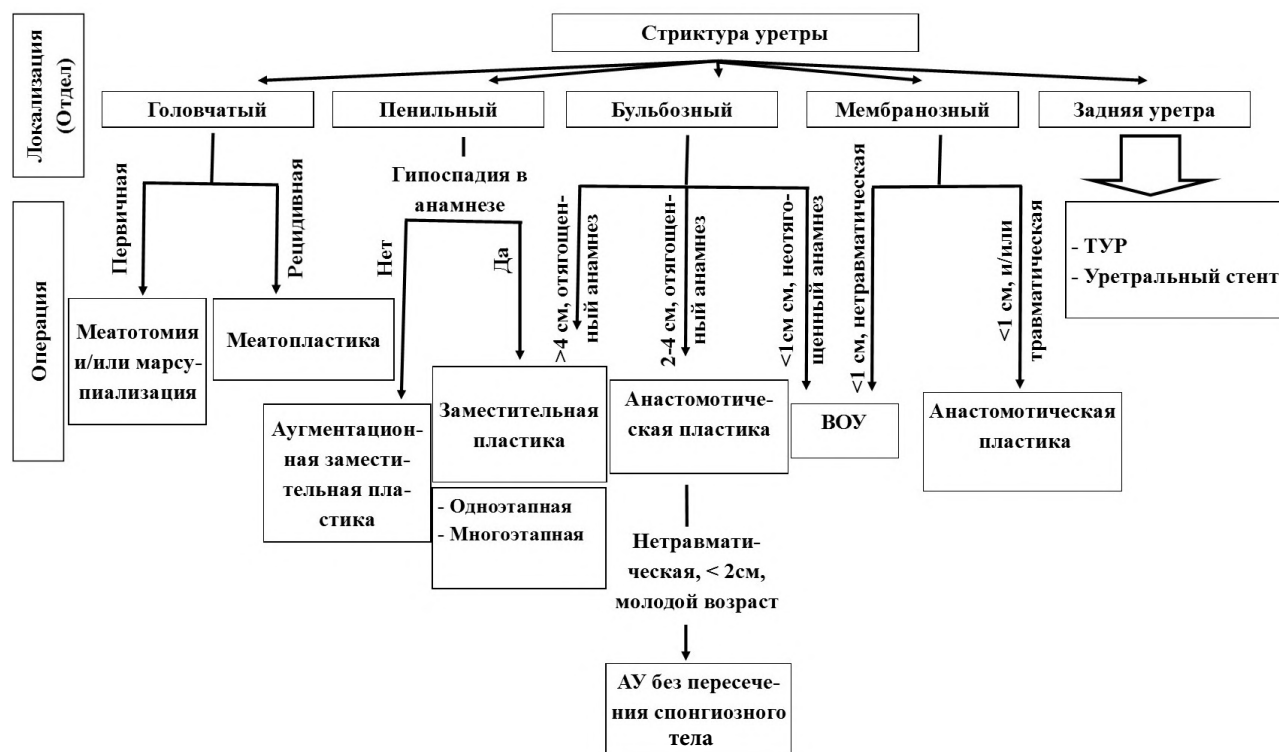 Стриктура уретры
Локализация
(Отдел)
Головчатый
Пенильный
Бульбозный
Мембранозный
Задняя уретра
Первичная
Рецидивная
Гипоспадия в
анамнезе
Нет
Да
>4 см, отягощен-
ный анамнез
2-4 см, отягощен-
ный анамнез
<1см см, неотяго-
щенный анамнез
<1 см, нетравматическая
<1 см, и/или
травматическая
Операция
Меатотомия
и/или марсу-
пиализация
Меатопластика
Аугментацион-
ная замести-
тельная пла-
стика
Заместительная
пластика
- Одноэтапная
- Многоэтапная
Анастомотиче-
ская пластика
ВОУ
Анастомотическая
пластика
- ТУР
- Уретральный стент
Нетравмати-
ческая, < 2см,
молодой возраст
АУ без пересече-
ния спонгиозного
тела